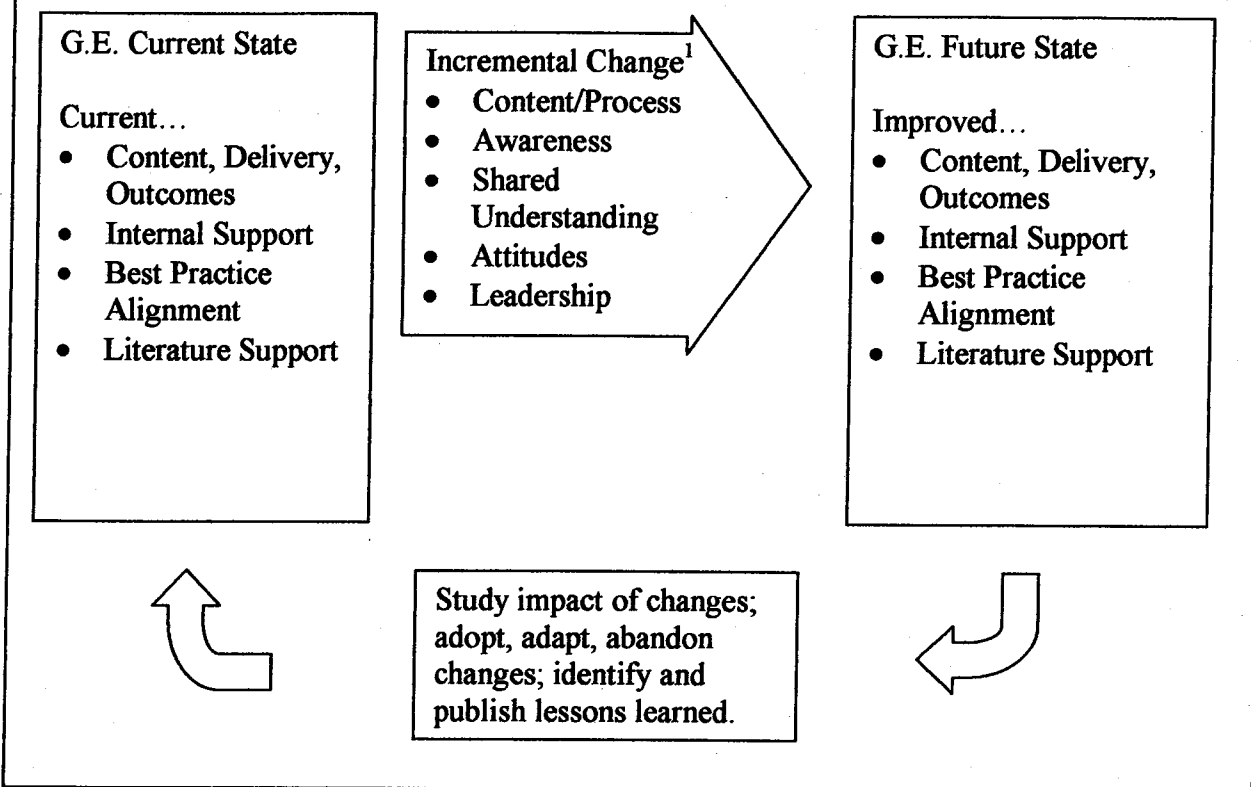 G.E. Current State
Current…
• Content, Delivery,
Outcomes
• Internal Support
• Best Practice
Alignment
• Literature Support
Incremental Change¹
• Content/Process
• Awareness
• Shared
Understanding
• Attitudes
• Leadership
G.E. Future State
Improved…
• Content, Delivery,
Outcomes
• Internal Support
• Best Practice
Alignment
• Literature Support
Study impact of changes;
adopt, adapt, abandon
changes; identify and
publish lessons learned.